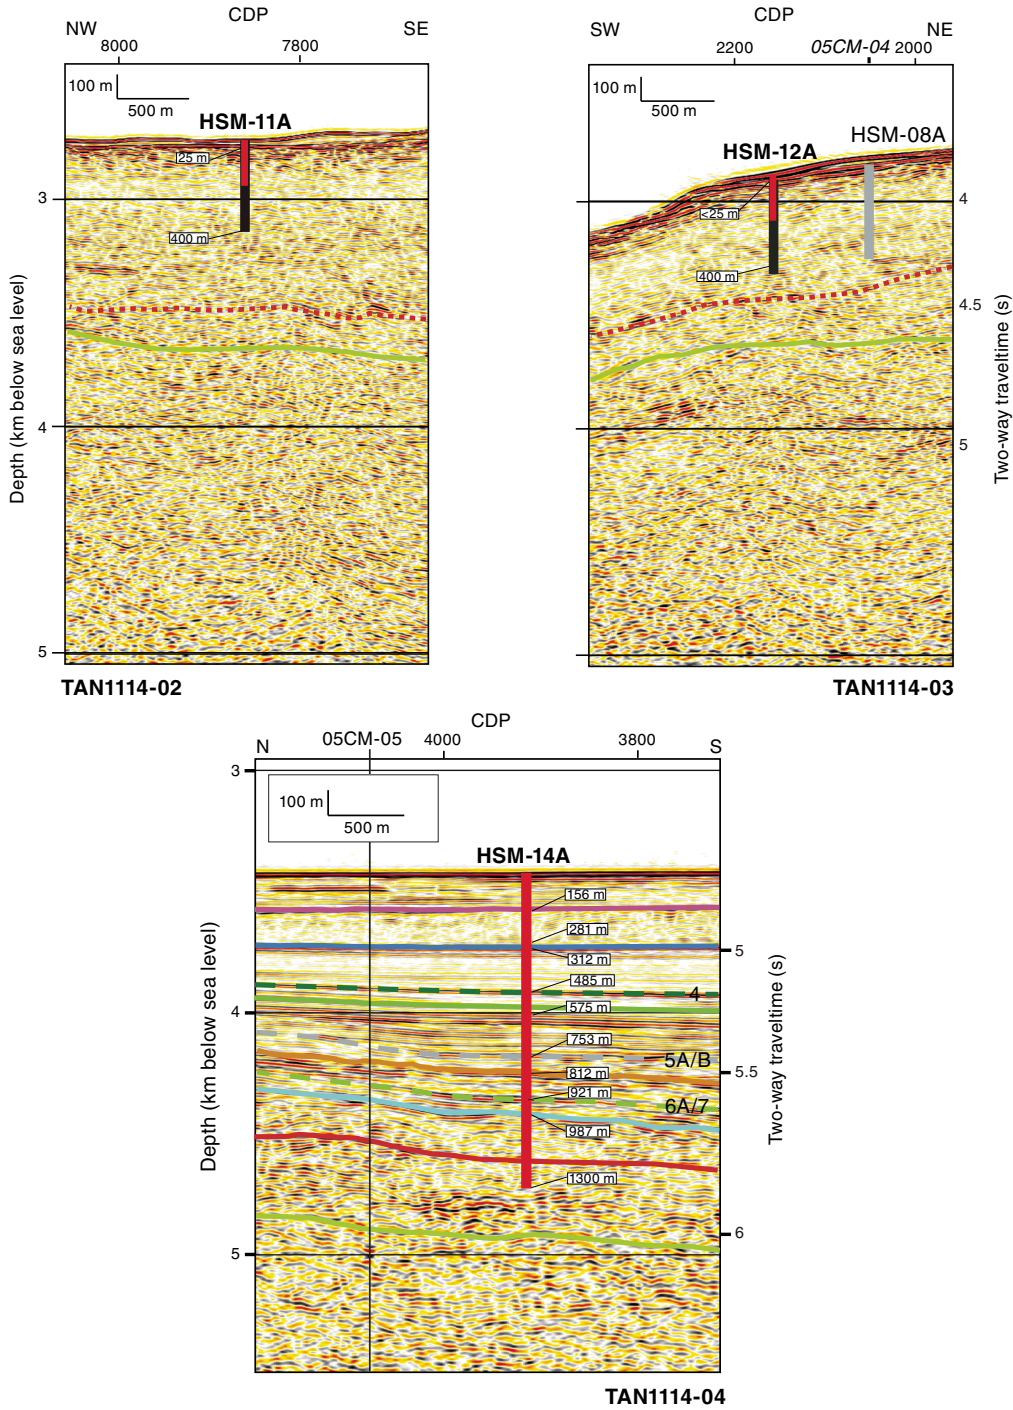 CDP
NW
SE
8000
7800
100 m
500 m
HSM-11A
25 m
400 m
3
4
5
Depth (km below sea level)
TAN1114-02
CDP
SW
05CM-04
NE
2200
2000
100 m
500 m
HSM-08A
HSM-12A
<25 m
400 m
4
4.5
5
Two-way traveltime (s)
TAN1114-03
CDP
N
05CM-05
4000
3800
S
3
100 m
500 m
HSM-14A
156 m
281 m
312 m
485 m
4
575 m
753 m
5A/B
812 m
921 m
6A/7
987 m
1300 m
4
5
Depth (km below sea level)
5
5.5
6
Two-way traveltime (s)
TAN1114-04